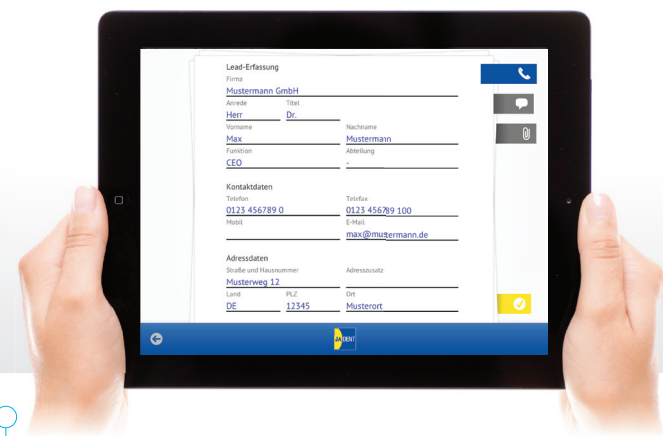 Lead-Erfassung
Firma
Mustermann GmbH
Anrede Titel
Herr Dr.
Vorname Nachname
Max Mustermann
Funktion Abteilung
CEO -
Kontaktdaten
Telefon Telefax
0123 456789 0 0123 456789 100
Mobil E-Mail
max@mustermann.de
Adressdaten
Straße und Hausnummer Adresszusatz
Musterweg 12
Land PLZ Ort
DE 12345 Musterort
JADENT